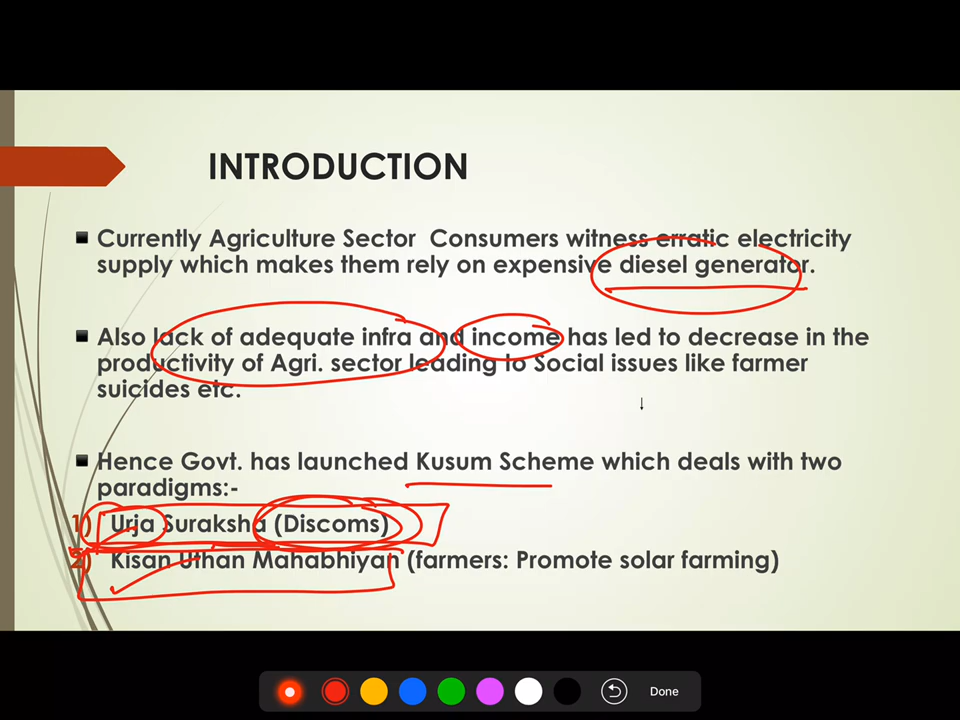 INTRODUCTION
Currently Agriculture Sector Consumers witness erratic electricity
supply which makes them rely on expensive diesel generator.
Also lack of adequate infra and income has led to decrease in the
productivity of Agri. sector leading to Social issues like farmer
suicides etc.
Hence Govt. has launched Kusum Scheme which deals with two
paradigms:-
1) Urja Suraksha (Discoms)
2) Kisan Uthan Mahabhiyan (farmers: Promote solar farming)
Done